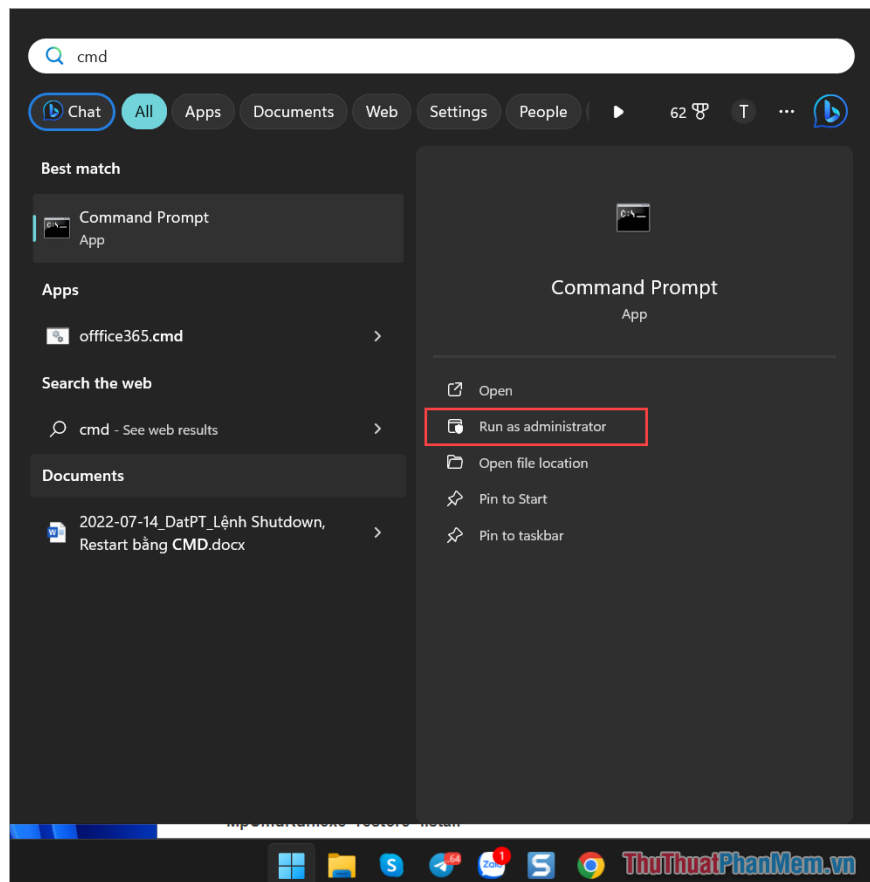 cmd
Chat
All
Apps
Documents
Web
Settings
People
62
T
Best match
Command Prompt
App
Apps
offfice365.cmd
Search the web
cmd - See web results
Documents
2022-07-14_DatPT_Lệnh Shutdown,
Restart bằng CMD.docx
Command Prompt
App
Open
Run as administrator
Open file location
Pin to Start
Pin to taskbar
64
Zalo
1
ThuThuatPhanMem.vn